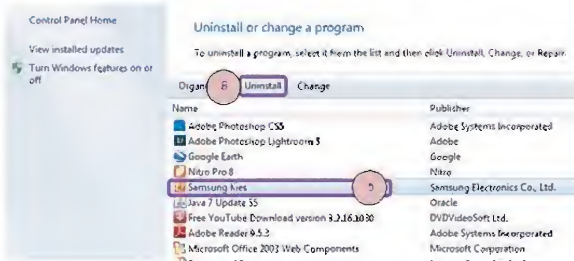 Control Panel Home
View installed updates
Turn Windows features on or
off
Uninstall or change a program
To uninstall a program, select it from the list and then click Uninstall, Change, or Repair.
Organ 6 Uninstall Change
Name Publisher
Adobe Photoshop CS5 Adobe Systems Incorporated
Adobe Photoshop Lightroom 3 Adobe
Google Earth Google
Nitro Pro 8 Nitro
Samsung Kies 5 Samsung Electronics Co., Ltd.
Java 7 Update 55 Oracle
Free YouTube Download version 3.2.16.1030 DVDVideoSoft Ltd.
Adobe Reader 9.5.3 Adobe Systems Incorporated
Microsoft Office 2003 Web Components Microsoft Corporation